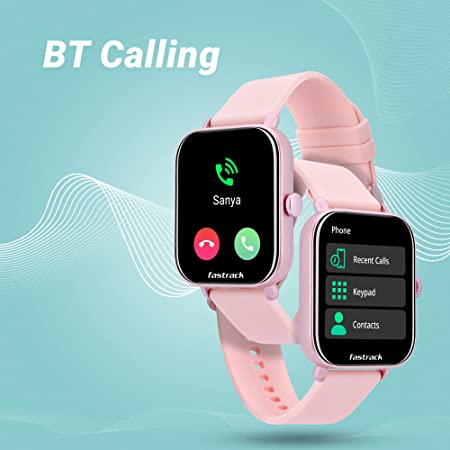 BT Calling
Sanya
fastrack
Phone
Recent Calls
Keypad
Contacts
fastrack